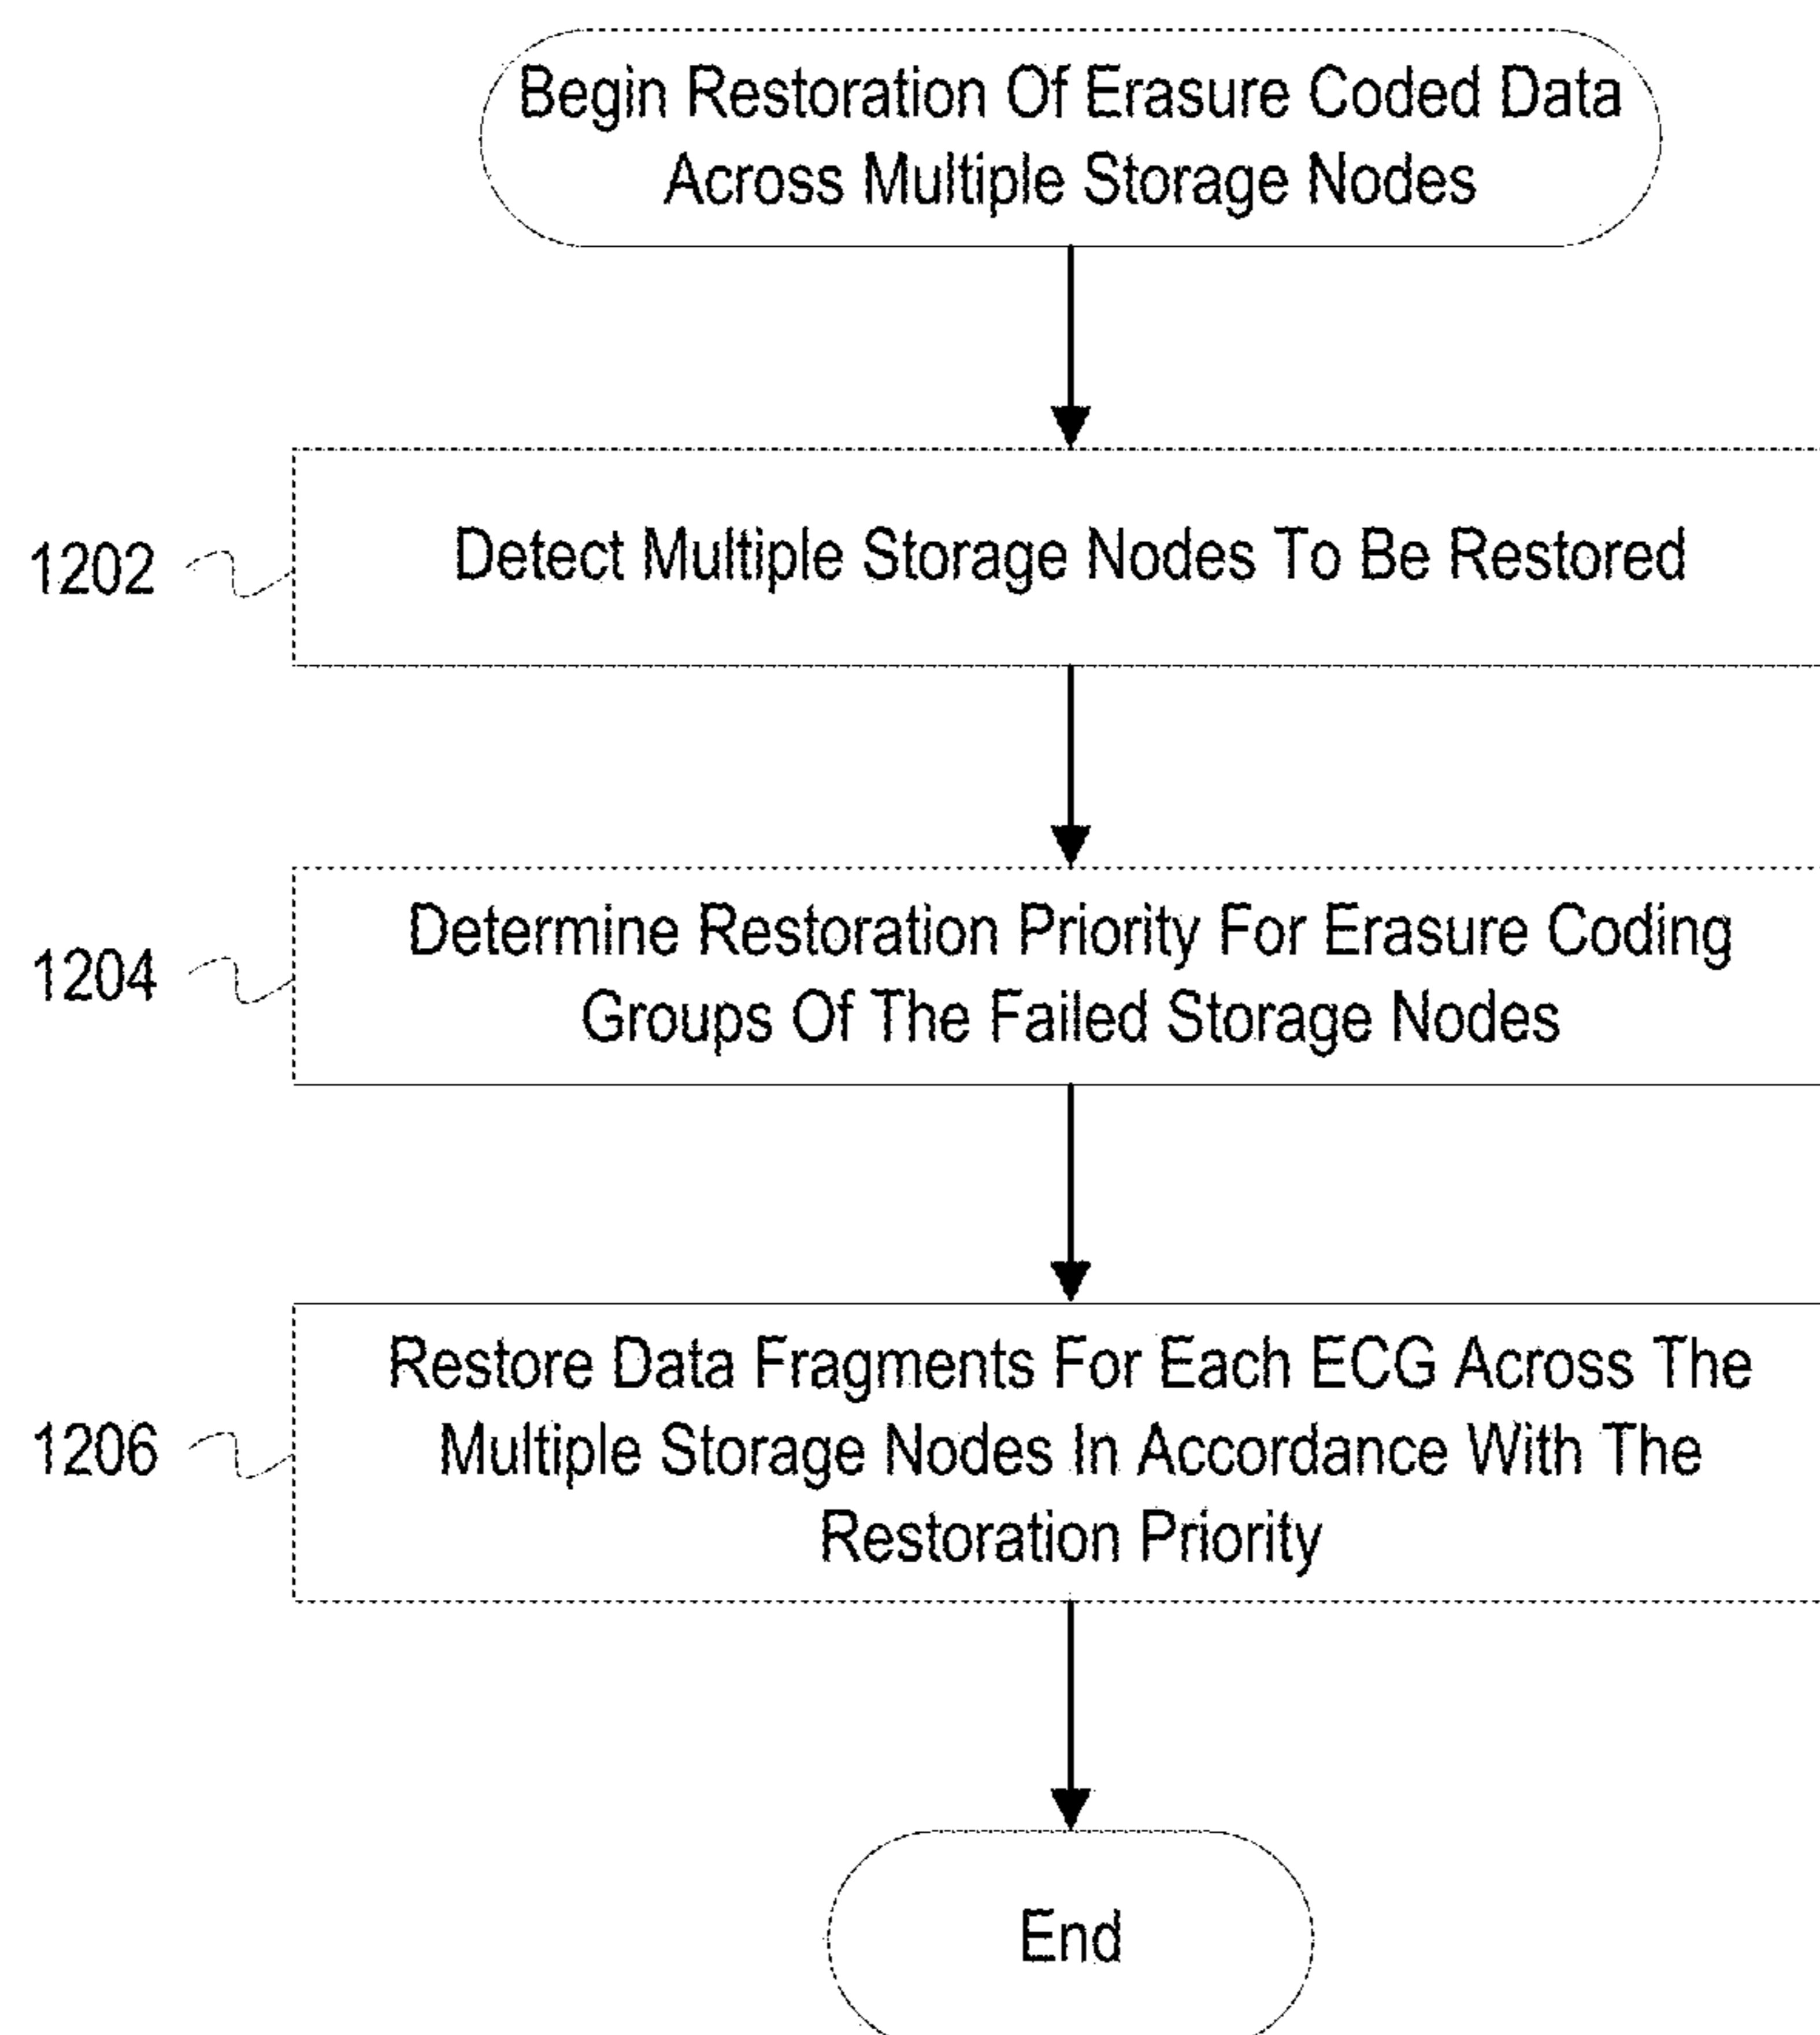 Begin Restoration Of Erasure Coded Data
Across Multiple Storage Nodes
1202
Detect Multiple Storage Nodes To Be Restored
1204
Determine Restoration Priority For Erasure Coding
Groups Of The Failed Storage Nodes
1206
Restore Data Fragments For Each ECG Across The
Multiple Storage Nodes In Accordance With The
Restoration Priority
End